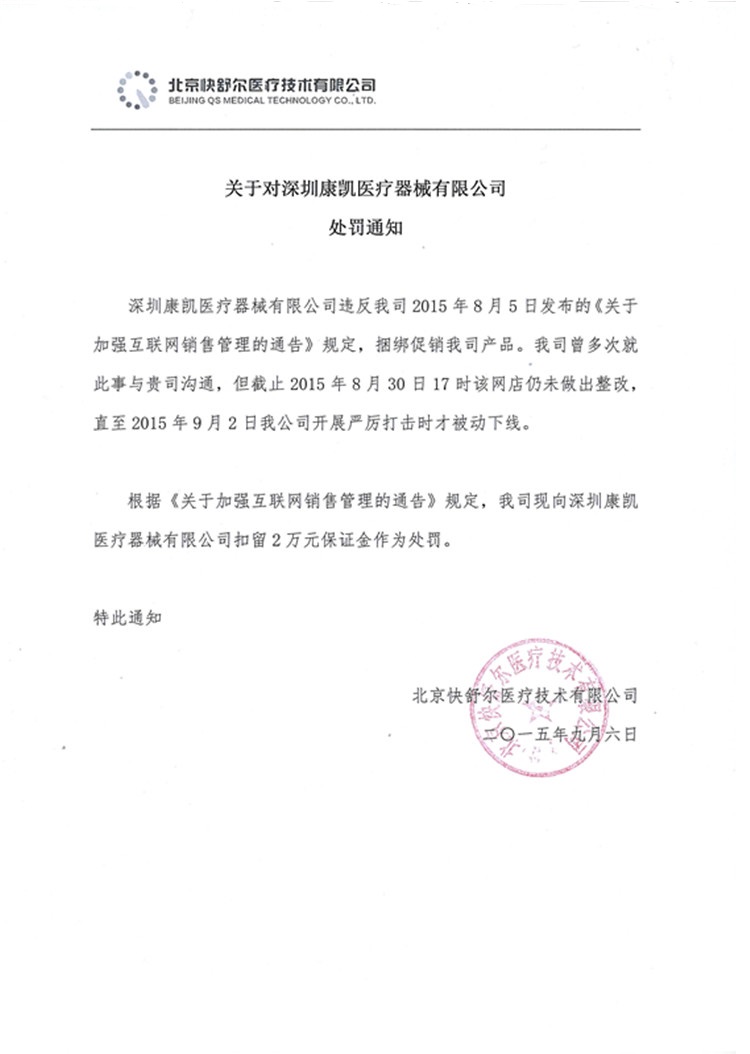 北京快舒尔医疗技术有限公司
BEIJING QS MEDICAL TECHNOLOGY CO., LTD.
关于对深圳康凯医疗器械有限公司
处罚通知
深圳康凯医疗器械有限公司违反我司 2015 年 8 月 5 日发布的《关于
加强互联网销售管理的通告》规定，捆绑促销我司产品。我司曾多次就
此事与贵司沟通，但截止 2015 年 8 月 30 日 17 时该网店仍未做出整改，
直至 2015 年 9 月 2 日我公司开展严厉打击时才被动下线。
根据《关于加强互联网销售管理的通告》规定，我司现向深圳康凯
医疗器械有限公司扣留 2 万元保证金作为处罚。
特此通知
北京快舒尔医疗技术有限公司
二〇一五年九月六日
北京快舒尔医疗技术有限公司